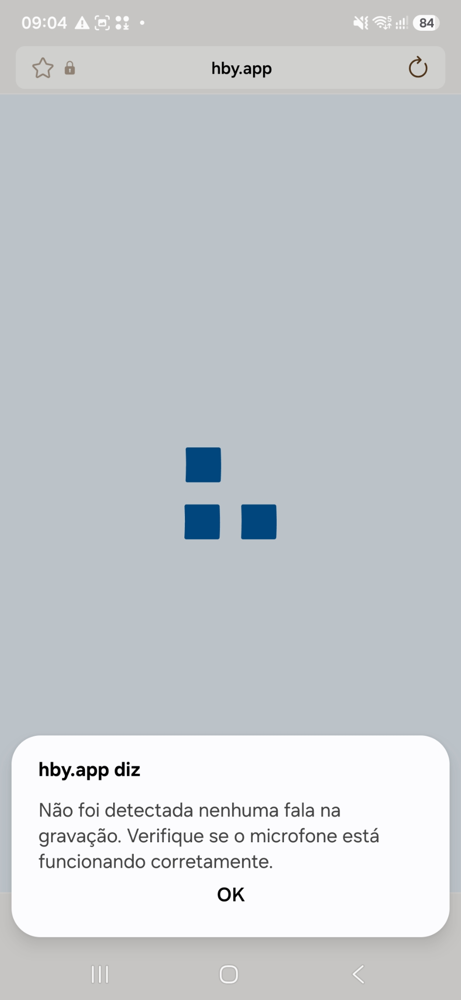 09:04
5
84
hby.app
hby.app diz
Não foi detectada nenhuma fala na
gravação. Verifique se o microfone está
funcionando corretamente.
OK